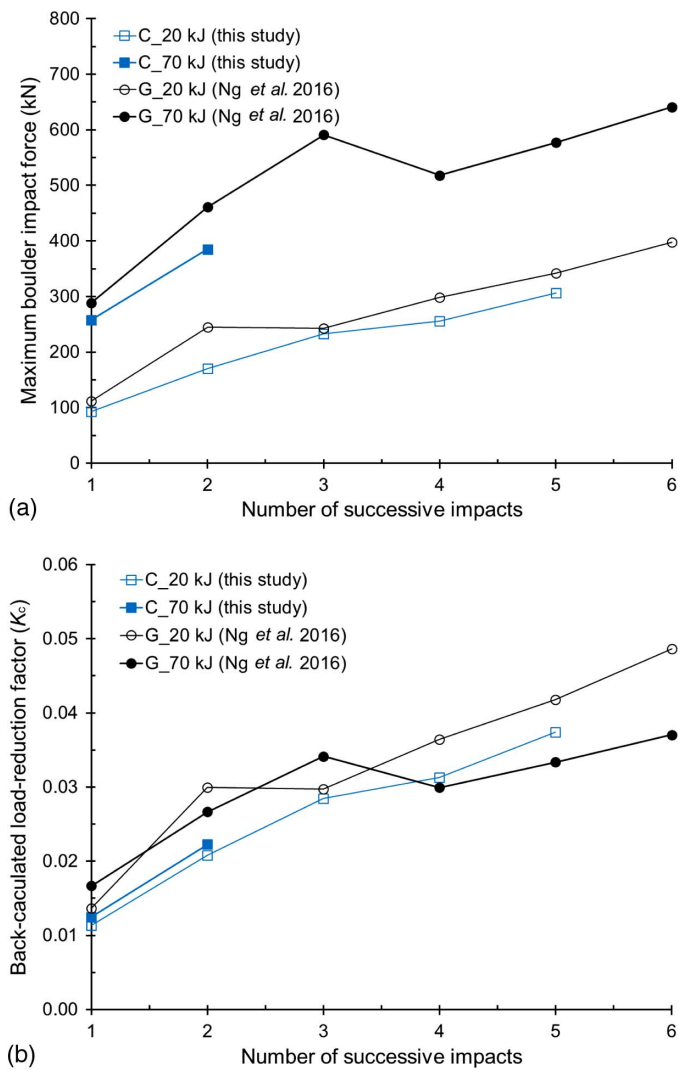 800
700
600
500
400
300
200
100
0
Maximum boulder impact force (kN)
C_20 kJ (this study)
C_70 kJ (this study)
G_20 kJ (Ng et al. 2016)
G_70 kJ (Ng et al. 2016)
1 2 3 4 5 6
Number of successive impacts
(a)
0.06
0.05
0.04
0.03
0.02
0.01
0.00
Back-caculated load-reduction factor (Kc)
C_20 kJ (this study)
C_70 kJ (this study)
G_20 kJ (Ng et al. 2016)
G_70 kJ (Ng et al. 2016)
1 2 3 4 5 6
Number of successive impacts
(b)